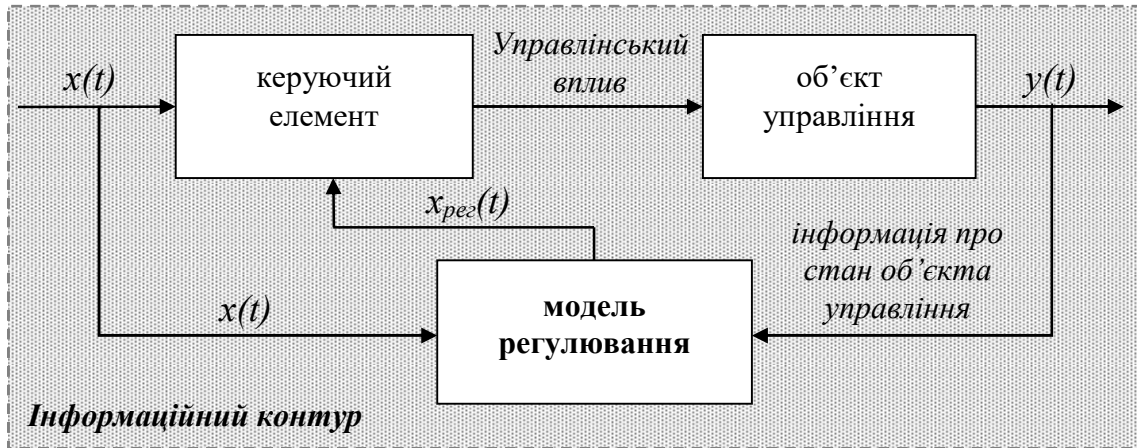 x(t)
керуючий
елемент
Управлінський
вплив
об’єкт
управління
y(t)
xрег(t)
інформація про
стан об’єкта
управління
x(t)
модель
регулювання
Інформаційний контур